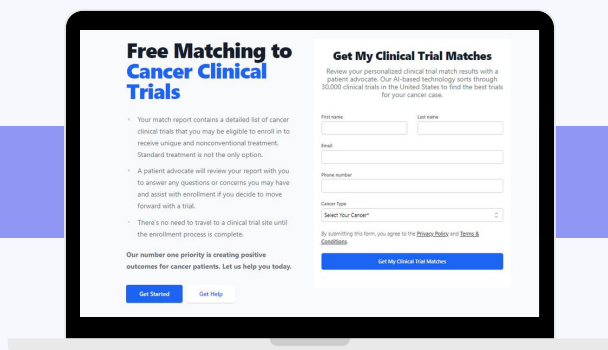 Free Matching to
Cancer Clinical
Trials
Your match report contains a detailed list of cancer
clinical trials that you may be eligible to enroll in to
receive unique and nonconventional treatment.
Standard treatment is not the only option.
A patient advocate will review your report with you
to answer any questions or concerns you may have
and assist with enrollment if you decide to move
forward with a trial.
There's no need to travel to a clinical trial site until
the enrollment process is complete.
Our number one priority is creating positive
outcomes for cancer patients. Let us help you today.
Get Started
Get Help
Get My Clinical Trial Matches
Review your personalized clinical trial match results with a
patient advocate. Our AI-based technology sorts through
30,000 clinical trials in the United States to find the best trials
for your cancer case.
First name
Last name
Email
Phone number
Cancer Type
Select Your Cancer*
By submitting this form, you agree to the Privacy Policy and Terms &
Conditions.
Get My Clinical Trial Matches